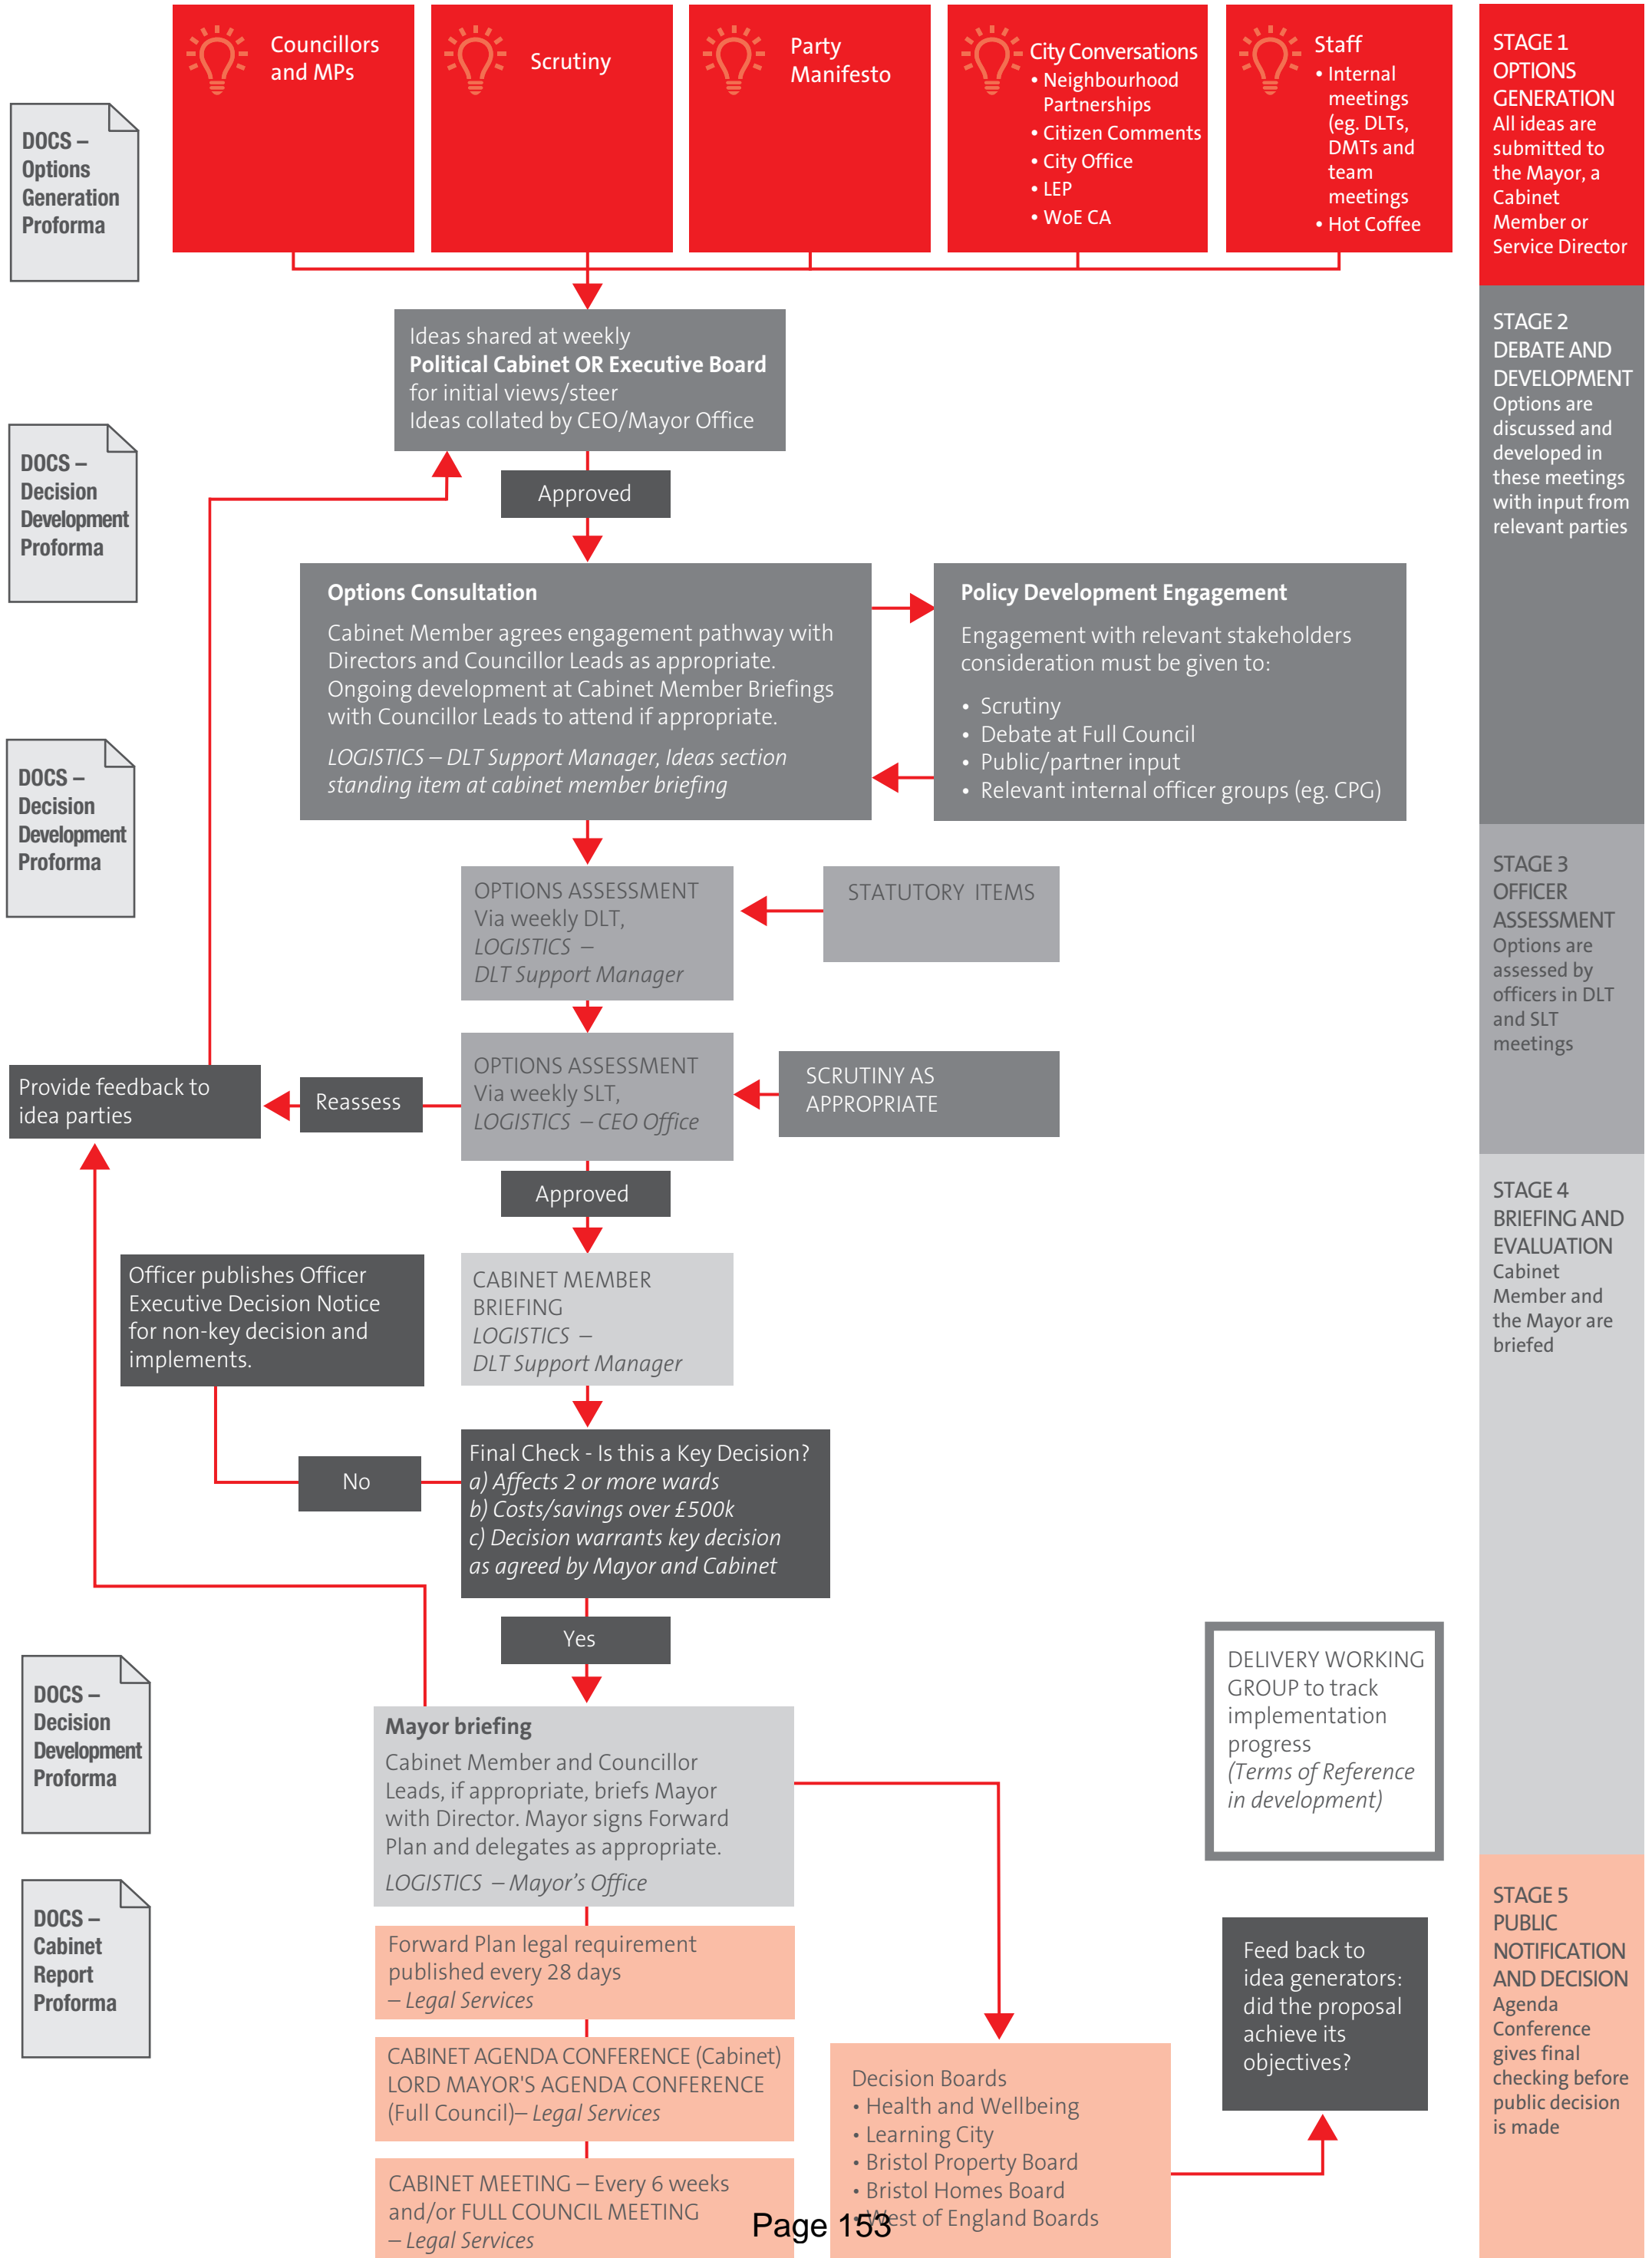 Councillors
and MPs
Scrutiny
Party
Manifesto
City Conversations
• Neighbourhood
Partnerships
• Citizen Comments
• City Office
• LEP
• WoE CA
Staff
• Internal
meetings
(eg. DLTs,
DMTs and
team
meetings
• Hot Coffee
STAGE 1
OPTIONS
GENERATION
All ideas are
submitted to
the Mayor, a
Cabinet
Member or
Service Director
DOCS –
Options
Generation
Proforma
Ideas shared at weekly
Political Cabinet OR Executive Board
for initial views/steer
Ideas collated by CEO/Mayor Office
STAGE 2
DEBATE AND
DEVELOPMENT
Options are
discussed and
developed in
these meetings
with input from
relevant parties
DOCS –
Decision
Development
Proforma
Approved
Options Consultation
Cabinet Member agrees engagement pathway with
Directors and Councillor Leads as appropriate.
Ongoing development at Cabinet Member Briefings
with Councillor Leads to attend if appropriate.
LOGISTICS – DLT Support Manager, Ideas section
standing item at cabinet member briefing
Policy Development Engagement
Engagement with relevant stakeholders
consideration must be given to:
• Scrutiny
• Debate at Full Council
• Public/partner input
• Relevant internal officer groups (eg. CPG)
DOCS –
Decision
Development
Proforma
OPTIONS ASSESSMENT
Via weekly DLT,
LOGISTICS –
DLT Support Manager
STATUTORY ITEMS
STAGE 3
OFFICER
ASSESSMENT
Options are
assessed by
officers in DLT
and SLT
meetings
Provide feedback to
idea parties
Reassess
OPTIONS ASSESSMENT
Via weekly SLT,
LOGISTICS – CEO Office
SCRUTINY AS
APPROPRIATE
Approved
STAGE 4
BRIEFING AND
EVALUATION
Cabinet
Member and
the Mayor are
briefed
Officer publishes Officer
Executive Decision Notice
for non-key decision and
implements.
CABINET MEMBER
BRIEFING
LOGISTICS –
DLT Support Manager
No
Final Check - Is this a Key Decision?
a) Affects 2 or more wards
b) Costs/savings over £500k
c) Decision warrants key decision
as agreed by Mayor and Cabinet
Yes
DOCS –
Decision
Development
Proforma
Mayor briefing
Cabinet Member and Councillor
Leads, if appropriate, briefs Mayor
with Director. Mayor signs Forward
Plan and delegates as appropriate.
LOGISTICS – Mayor's Office
DELIVERY WORKING
GROUP to track
implementation
progress
(Terms of Reference
in development)
DOCS –
Cabinet
Report
Proforma
Forward Plan legal requirement
published every 28 days
– Legal Services
CABINET AGENDA CONFERENCE (Cabinet)
LORD MAYOR'S AGENDA CONFERENCE
(Full Council)– Legal Services
CABINET MEETING – Every 6 weeks
and/or FULL COUNCIL MEETING
– Legal Services
Decision Boards
• Health and Wellbeing
• Learning City
• Bristol Property Board
• Bristol Homes Board
• West of England Boards
Feed back to
idea generators:
did the proposal
achieve its
objectives?
STAGE 5
PUBLIC
NOTIFICATION
AND DECISION
Agenda
Conference
gives final
checking before
public decision
is made
Page 153